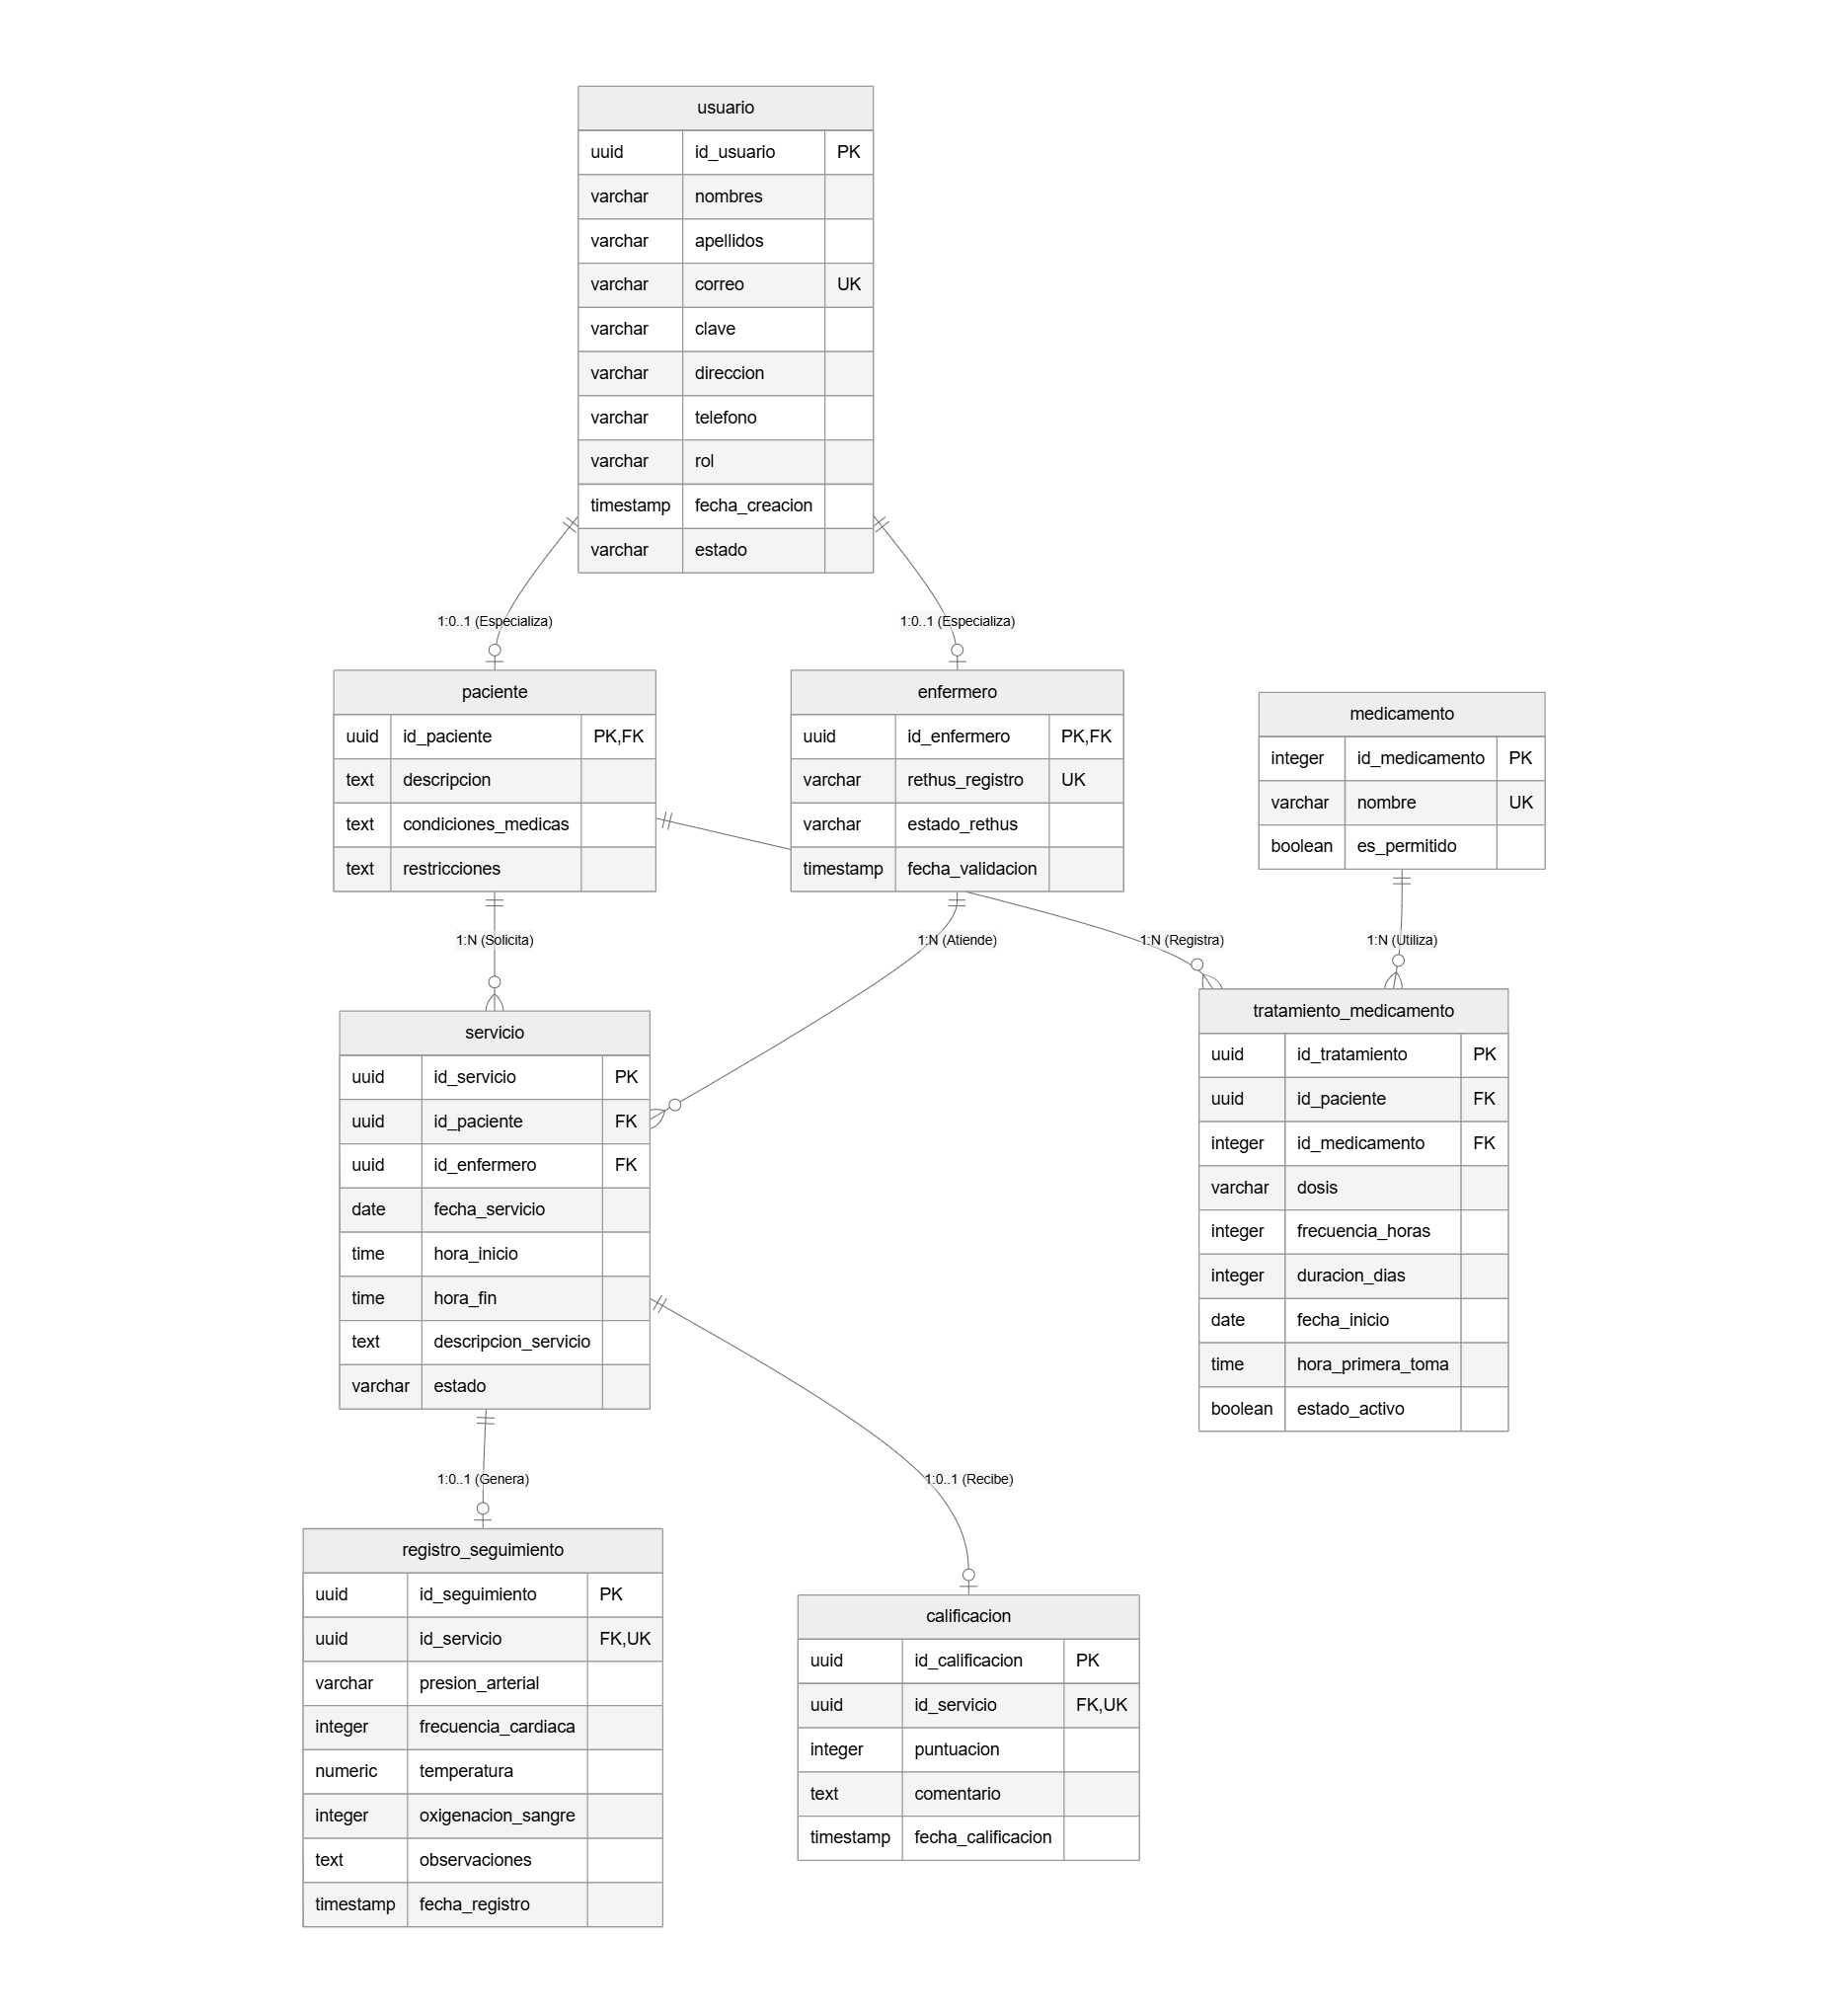 usuario
uuid id_usuario PK
varchar nombres
varchar apellidos
varchar correo UK
varchar clave
varchar direccion
varchar telefono
varchar rol
timestamp fecha_creacion
varchar estado
1:0..1 (Especializa)
1:0..1 (Especializa)
paciente
uuid id_paciente PK,FK
text descripcion
text condiciones_medicas
text restricciones
enfermero
uuid id_enfermero PK,FK
varchar rethus_registro UK
varchar estado_rethus
timestamp fecha_validacion
medicamento
integer id_medicamento PK
varchar nombre UK
boolean es_permitido
1:N (Solicita)
1:N (Atiende)
1:N (Registra)
1:N (Utiliza)
servicio
uuid id_servicio PK
uuid id_paciente FK
uuid id_enfermero FK
date fecha_servicio
time hora_inicio
time hora_fin
text descripcion_servicio
varchar estado
tratamiento_medicamento
uuid id_tratamiento PK
uuid id_paciente FK
integer id_medicamento FK
varchar dosis
integer frecuencia_horas
integer duracion_dias
date fecha_inicio
time hora_primera_toma
boolean estado_activo
1:0..1 (Genera)
1:0..1 (Recibe)
registro_seguimiento
uuid id_seguimiento PK
uuid id_servicio FK,UK
varchar presion_arterial
integer frecuencia_cardiaca
numeric temperatura
integer oxigenacion_sangre
text observaciones
timestamp fecha_registro
calificacion
uuid id_calificacion PK
uuid id_servicio FK,UK
integer puntuacion
text comentario
timestamp fecha_calificacion